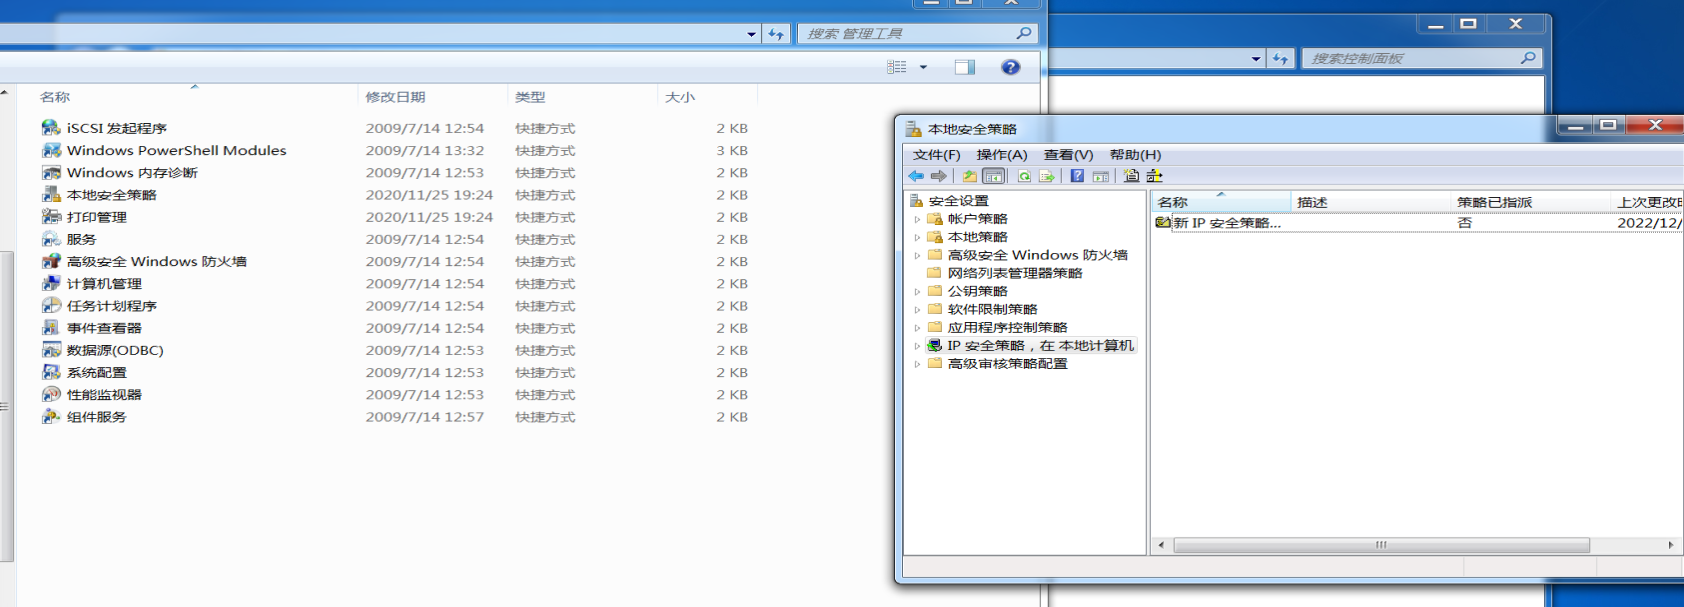 搜索 管理工具
名称 修改日期 类型 大小
iSCSI 发起程序 2009/7/14 12:54 快捷方式 2 KB
Windows PowerShell Modules 2009/7/14 13:32 快捷方式 3 KB
Windows 内存诊断 2009/7/14 12:53 快捷方式 2 KB
本地安全策略 2020/11/25 19:24 快捷方式 2 KB
打印管理 2020/11/25 19:24 快捷方式 2 KB
服务 2009/7/14 12:54 快捷方式 2 KB
高级安全 Windows 防火墙 2009/7/14 12:54 快捷方式 2 KB
计算机管理 2009/7/14 12:54 快捷方式 2 KB
任务计划程序 2009/7/14 12:54 快捷方式 2 KB
事件查看器 2009/7/14 12:54 快捷方式 2 KB
数据源(ODBC) 2009/7/14 12:53 快捷方式 2 KB
系统配置 2009/7/14 12:53 快捷方式 2 KB
性能监视器 2009/7/14 12:53 快捷方式 2 KB
组件服务 2009/7/14 12:57 快捷方式 2 KB
搜索控制面板
本地安全策略
文件(F) 操作(A) 查看(V) 帮助(H)
安全设置
帐户策略
本地策略
高级安全 Windows 防火墙
网络列表管理器策略
公钥策略
软件限制策略
应用程序控制策略
IP 安全策略，在 本地计算机
高级审核策略配置
名称 描述 策略已指派 上次更改
新 IP 安全策略... 否 2022/12/